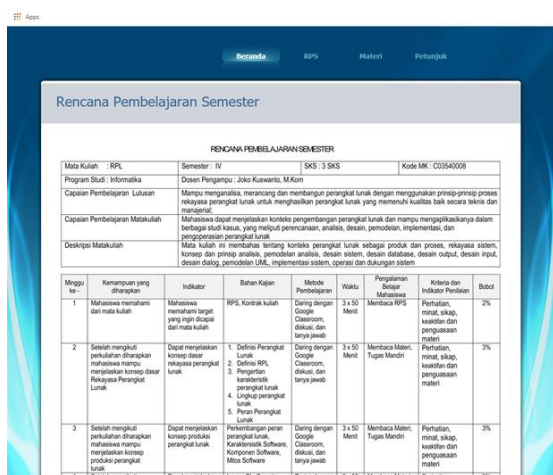 Apps
Beranda RPS Materi Petunjuk
Rencana Pembelajaran Semester
RENCANA PEMBELAJARAN SEMESTER
Mata Kuliah : RPL Semester : IV SKS : 3 SKS Kode MK : C03540008
Program Studi : Informatika Dosen Pengampu : Joko Kuswanto, M.Kom
Capaian Pembelajaran Lulusan Mampu menganalisa, merancang dan membangun perangkat lunak dengan menggunakan prinsip-prinsip proses
rekayasa perangkat lunak untuk menghasilkan perangkat lunak yang memenuhi kualitas baik secara teknis dan
manajerial;
Capaian Pembelajaran Matakuliah Mahasiswa dapat menjelaskan konteks pengembangan perangkat lunak dan mampu mengaplikasikanya dalam
berbagai studi kasus, yang meliputi perencanaan, analisis, desain, pemodelan, implementasi, dan
pengoperasian perangkat lunak
Deskripsi Matakuliah Mata kuliah ini membahas tentang konteks perangkat lunak sebagai produk dan proses, rekayasa sistem,
konsep dan prinsip analisis, pemodelan analisis, desain sistem, desain database, desain output, desain input,
desain dialog, pemodelan UML, implementasi sistem, operasi dan dukungan sistem
Minggu
ke -
Kemampuan yang
diharapkan
Indikator
Bahan Kajian
Metode
Pembelajaran
Waktu
Pengalaman
Belajar
Mahasiswa
Kriteria dan
Indikator Penilaian
Bobot
1
Mahasiswa memahami
dari mata kuliah
Mahasiswa
memahami target
yang ingin dicapai
dari mata kuliah
RPS, Kontrak kuliah
Daring dengan
Google
Classroom,
diskusi, dan
tanya jawab
3 x 50
Menit
Membaca RPS
Perhatian,
minat, sikap,
keaktifan dan
penguasaan
materi
2%
2
Setelah mengikuti
perkuliahan diharapkan
mahasiswa mampu
menjelaskan konsep dasar
Rekayasa Perangkat
Lunak
Dapat menjelaskan
konsep dasar
rekayasa perangkat
lunak
1. Definisi Perangkat
Lunak
2. Definisi RPL
3. Pengertian
karakteristik
perangkat lunak
4. Lingkup perangkat
lunak
5. Peran Perangkat
Lunak
Daring dengan
Google
Classroom,
diskusi, dan
tanya jawab
3 x 50
Menit
Membaca Materi,
Tugas Mandiri
Perhatian,
minat, sikap,
keaktifan dan
penguasaan
materi
3%
3
Setelah mengikuti
perkuliahan diharapkan
mahasiswa mampu
menjelaskan konsep
produksi perangkat
lunak
Dapat menjelaskan
konsep produksi
perangkat lunak
Perkembangan peran
perangkat lunak,
Karaktersistik Software,
Komponen Software,
Mitos Software
Daring dengan
Google
Classroom,
diskusi, dan
tanya jawab
3 x 50
Menit
Membaca Materi,
Tugas Mandiri
Perhatian,
minat, sikap,
keaktifan dan
penguasaan
materi
3%